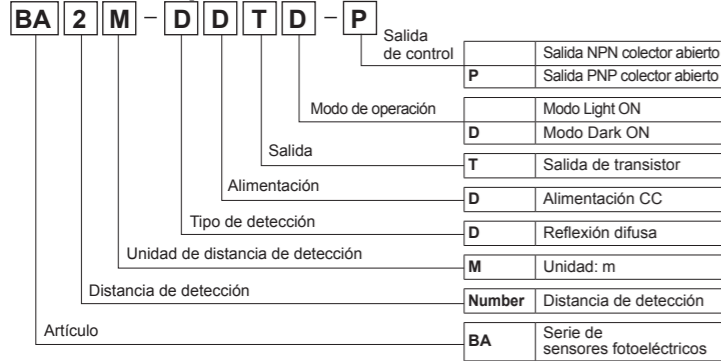 BA 2 M - D D T D - P
Salida
de control
Salida NPN colector abierto
P Salida PNP colector abierto
Modo de operación
Modo Light ON
D Modo Dark ON
Salida
T Salida de transistor
Alimentación
D Alimentación CC
Tipo de detección
D Reflexión difusa
Unidad de distancia de detección
M Unidad: m
Distancia de detección
Number Distancia de detección
Artículo
BA Serie de
sensores fotoeléctricos